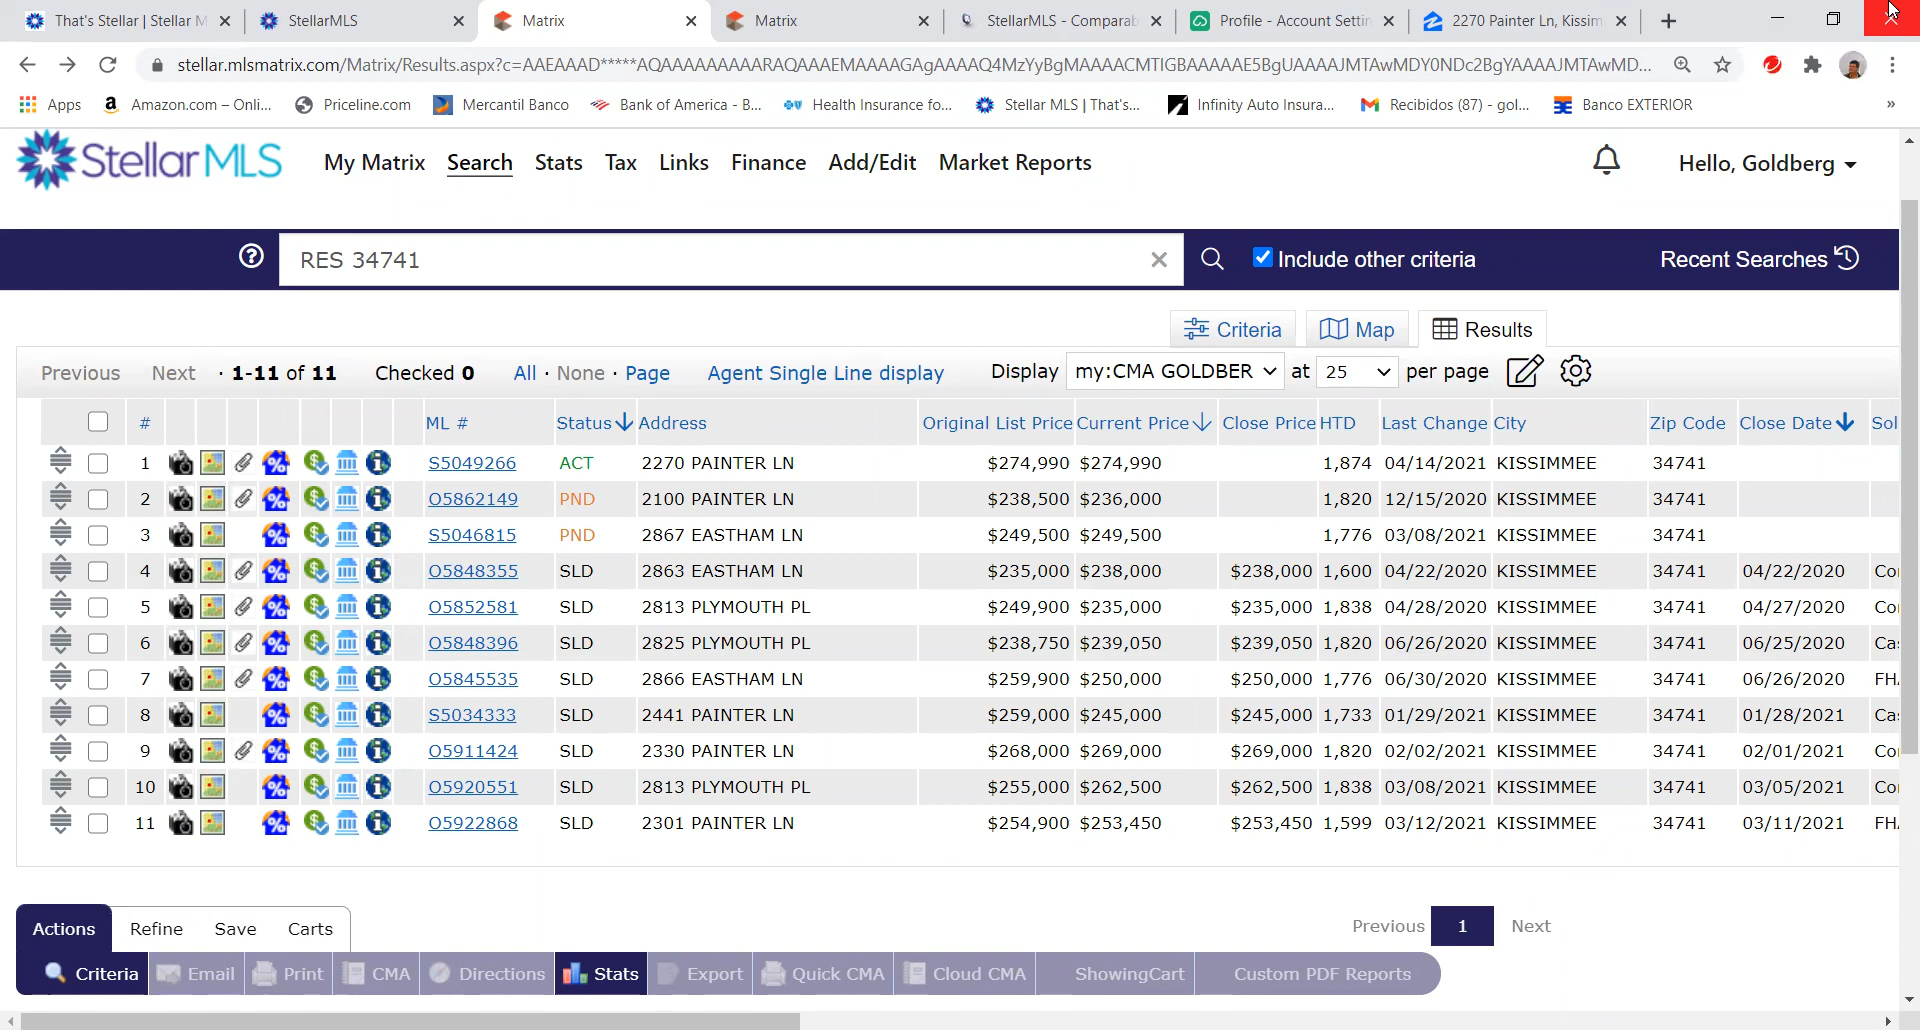 That's Stellar | Stellar M
StellarMLS
Matrix
Matrix
StellarMLS - Comparab
Profile - Account Settin
2270 Painter Ln, Kissim
stellar.mlsmatrix.com/Matrix/Results.aspx?c=AAEAAAD*****AQAAAAAAAAARAQAAAEMAAAAGAgAAAAQ4MzYyBgMAAAACMTIGBAAAAAE5BgUAAAAJMTAwMDY0NDc2BgYAAAAJMTAwMD...
Apps
Amazon.com – Onli...
Priceline.com
Mercantil Banco
Bank of America - B...
Health Insurance fo...
Stellar MLS | That's...
Infinity Auto Insura...
Recibidos (87) - gol...
Banco EXTERIOR
»
StellarMLS
My Matrix Search Stats Tax Links Finance Add/Edit Market Reports
Hello, Goldberg
RES 34741
Include other criteria
Recent Searches
Criteria Map Results
Previous Next · 1-11 of 11 Checked 0 All · None · Page Agent Single Line display Display my:CMA GOLDBER at 25 per page
# ML # Status Address Original List Price Current Price Close Price HTD Last Change City Zip Code Close Date Sol
1 S5049266 ACT 2270 PAINTER LN $274,990 $274,990 1,874 04/14/2021 KISSIMMEE 34741
2 O5862149 PND 2100 PAINTER LN $238,500 $236,000 1,820 12/15/2020 KISSIMMEE 34741
3 S5046815 PND 2867 EASTHAM LN $249,500 $249,500 1,776 03/08/2021 KISSIMMEE 34741
4 O5848355 SLD 2863 EASTHAM LN $235,000 $238,000 $238,000 1,600 04/22/2020 KISSIMMEE 34741 04/22/2020 Co
5 O5852581 SLD 2813 PLYMOUTH PL $249,900 $235,000 $235,000 1,838 04/28/2020 KISSIMMEE 34741 04/27/2020 Co
6 O5848396 SLD 2825 PLYMOUTH PL $238,750 $239,050 $239,050 1,820 06/26/2020 KISSIMMEE 34741 06/25/2020 Ca
7 O5845535 SLD 2866 EASTHAM LN $259,900 $250,000 $250,000 1,776 06/30/2020 KISSIMMEE 34741 06/26/2020 FH
8 S5034333 SLD 2441 PAINTER LN $259,000 $245,000 $245,000 1,733 01/29/2021 KISSIMMEE 34741 01/28/2021 Ca
9 O5911424 SLD 2330 PAINTER LN $268,000 $269,000 $269,000 1,820 02/02/2021 KISSIMMEE 34741 02/01/2021 Co
10 O5920551 SLD 2813 PLYMOUTH PL $255,000 $262,500 $262,500 1,838 03/08/2021 KISSIMMEE 34741 03/05/2021 Co
11 O5922868 SLD 2301 PAINTER LN $254,900 $253,450 $253,450 1,599 03/12/2021 KISSIMMEE 34741 03/11/2021 FH
Actions Refine Save Carts
Previous 1 Next
Criteria Email Print CMA Directions Stats Export Quick CMA Cloud CMA ShowingCart Custom PDF Reports